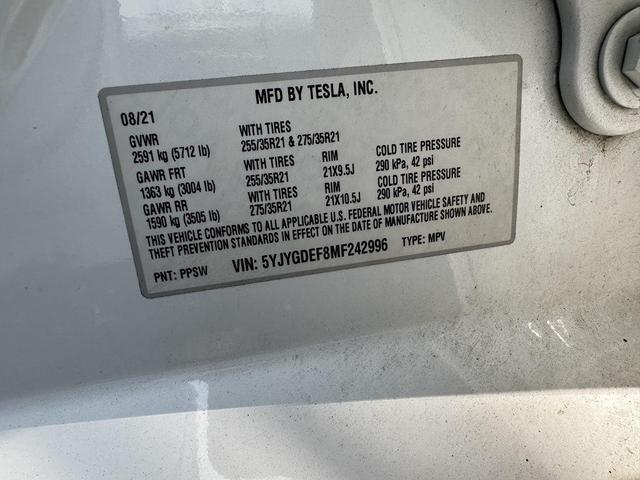 MFD BY TESLA, INC.
08/21
GVWR WITH TIRES
2591 kg (5712 lb) 255/35R21 & 275/35R21
GAWR FRT WITH TIRES RIM COLD TIRE PRESSURE
1363 kg (3004 lb) 255/35R21 21X9.5J 290 kPa, 42 psi
GAWR RR WITH TIRES RIM COLD TIRE PRESSURE
1590 kg (3505 lb) 275/35R21 21X10.5J 290 kPa, 42 psi
THIS VEHICLE CONFORMS TO ALL APPLICABLE U.S. FEDERAL MOTOR VEHICLE SAFETY AND
THEFT PREVENTION STANDARDS IN EFFECT ON THE DATE OF MANUFACTURE SHOWN ABOVE.
PNT: PPSW VIN: 5YJYGDEF8MF242996 TYPE: MPV